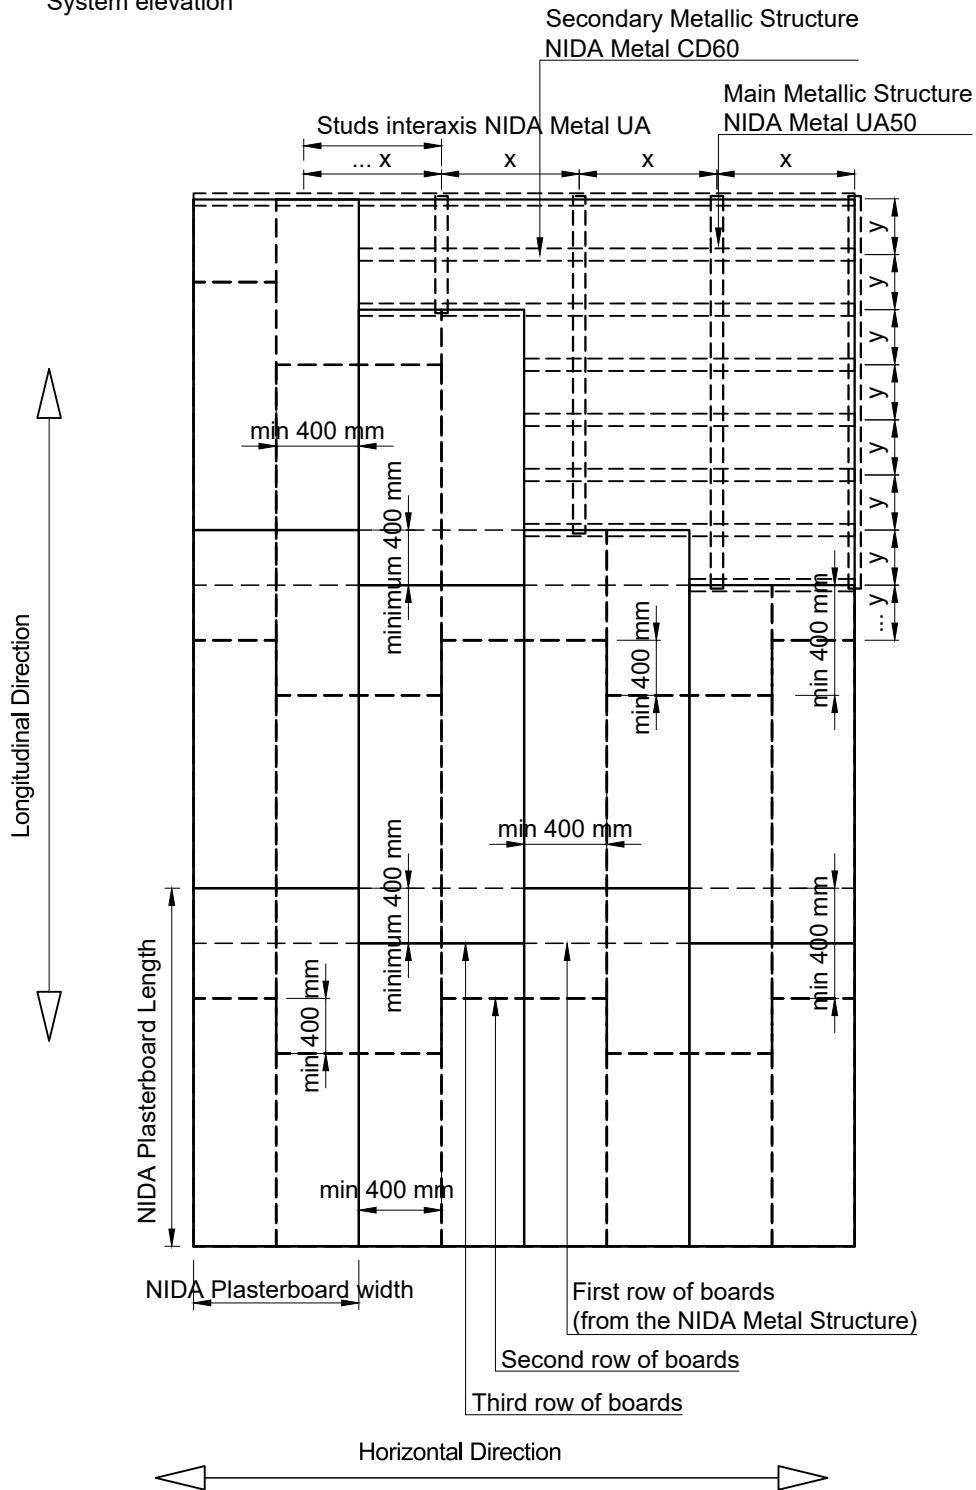 System elevation
Secondary Metallic Structure
NIDA Metal CD60
Main Metallic Structure
NIDA Metal UA50
Studs interaxis NIDA Metal UA
... x
x
x
x
y
y
y
y
y
y
y
... y
min 400 mm
minimum 400 mm
min 400 mm
min 400 mm
Longitudinal Direction
min 400 mm
minimum 400 mm
min 400 mm
NIDA Plasterboard Length
min 400 mm
min 400 mm
NIDA Plasterboard width
First row of boards
(from the NIDA Metal Structure)
Second row of boards
Third row of boards
Horizontal Direction